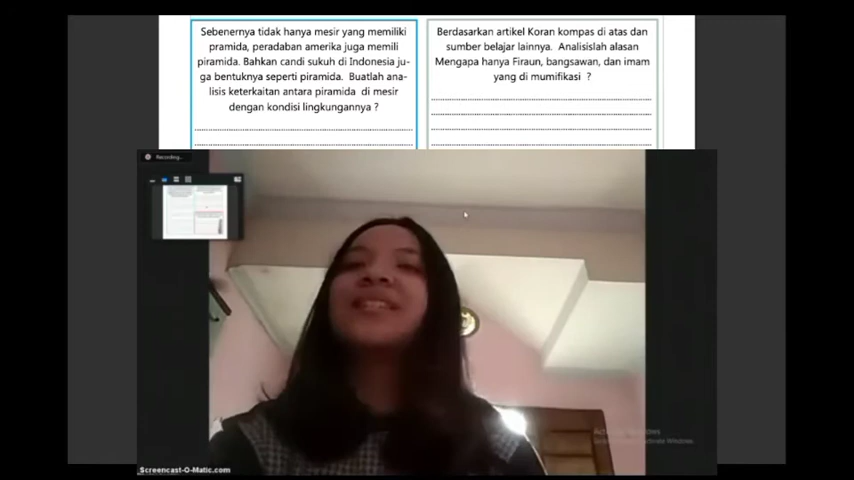 Sebenernya tidak hanya mesir yang memiliki
pramida, peradaban amerika juga memili
piramida. Bahkan candi sukuh di Indonesia ju-
ga bentuknya seperti piramida. Buatlah ana-
lisis keterkaitan antara piramida di mesir
dengan kondisi lingkungannya ?
Berdasarkan artikel Koran kompas di atas dan
sumber belajar lainnya. Analisislah alasan
Mengapa hanya Firaun, bangsawan, dan imam
yang di mumifikasi ?
Recording...
Activate Windows
Screencast-O-Matic.com